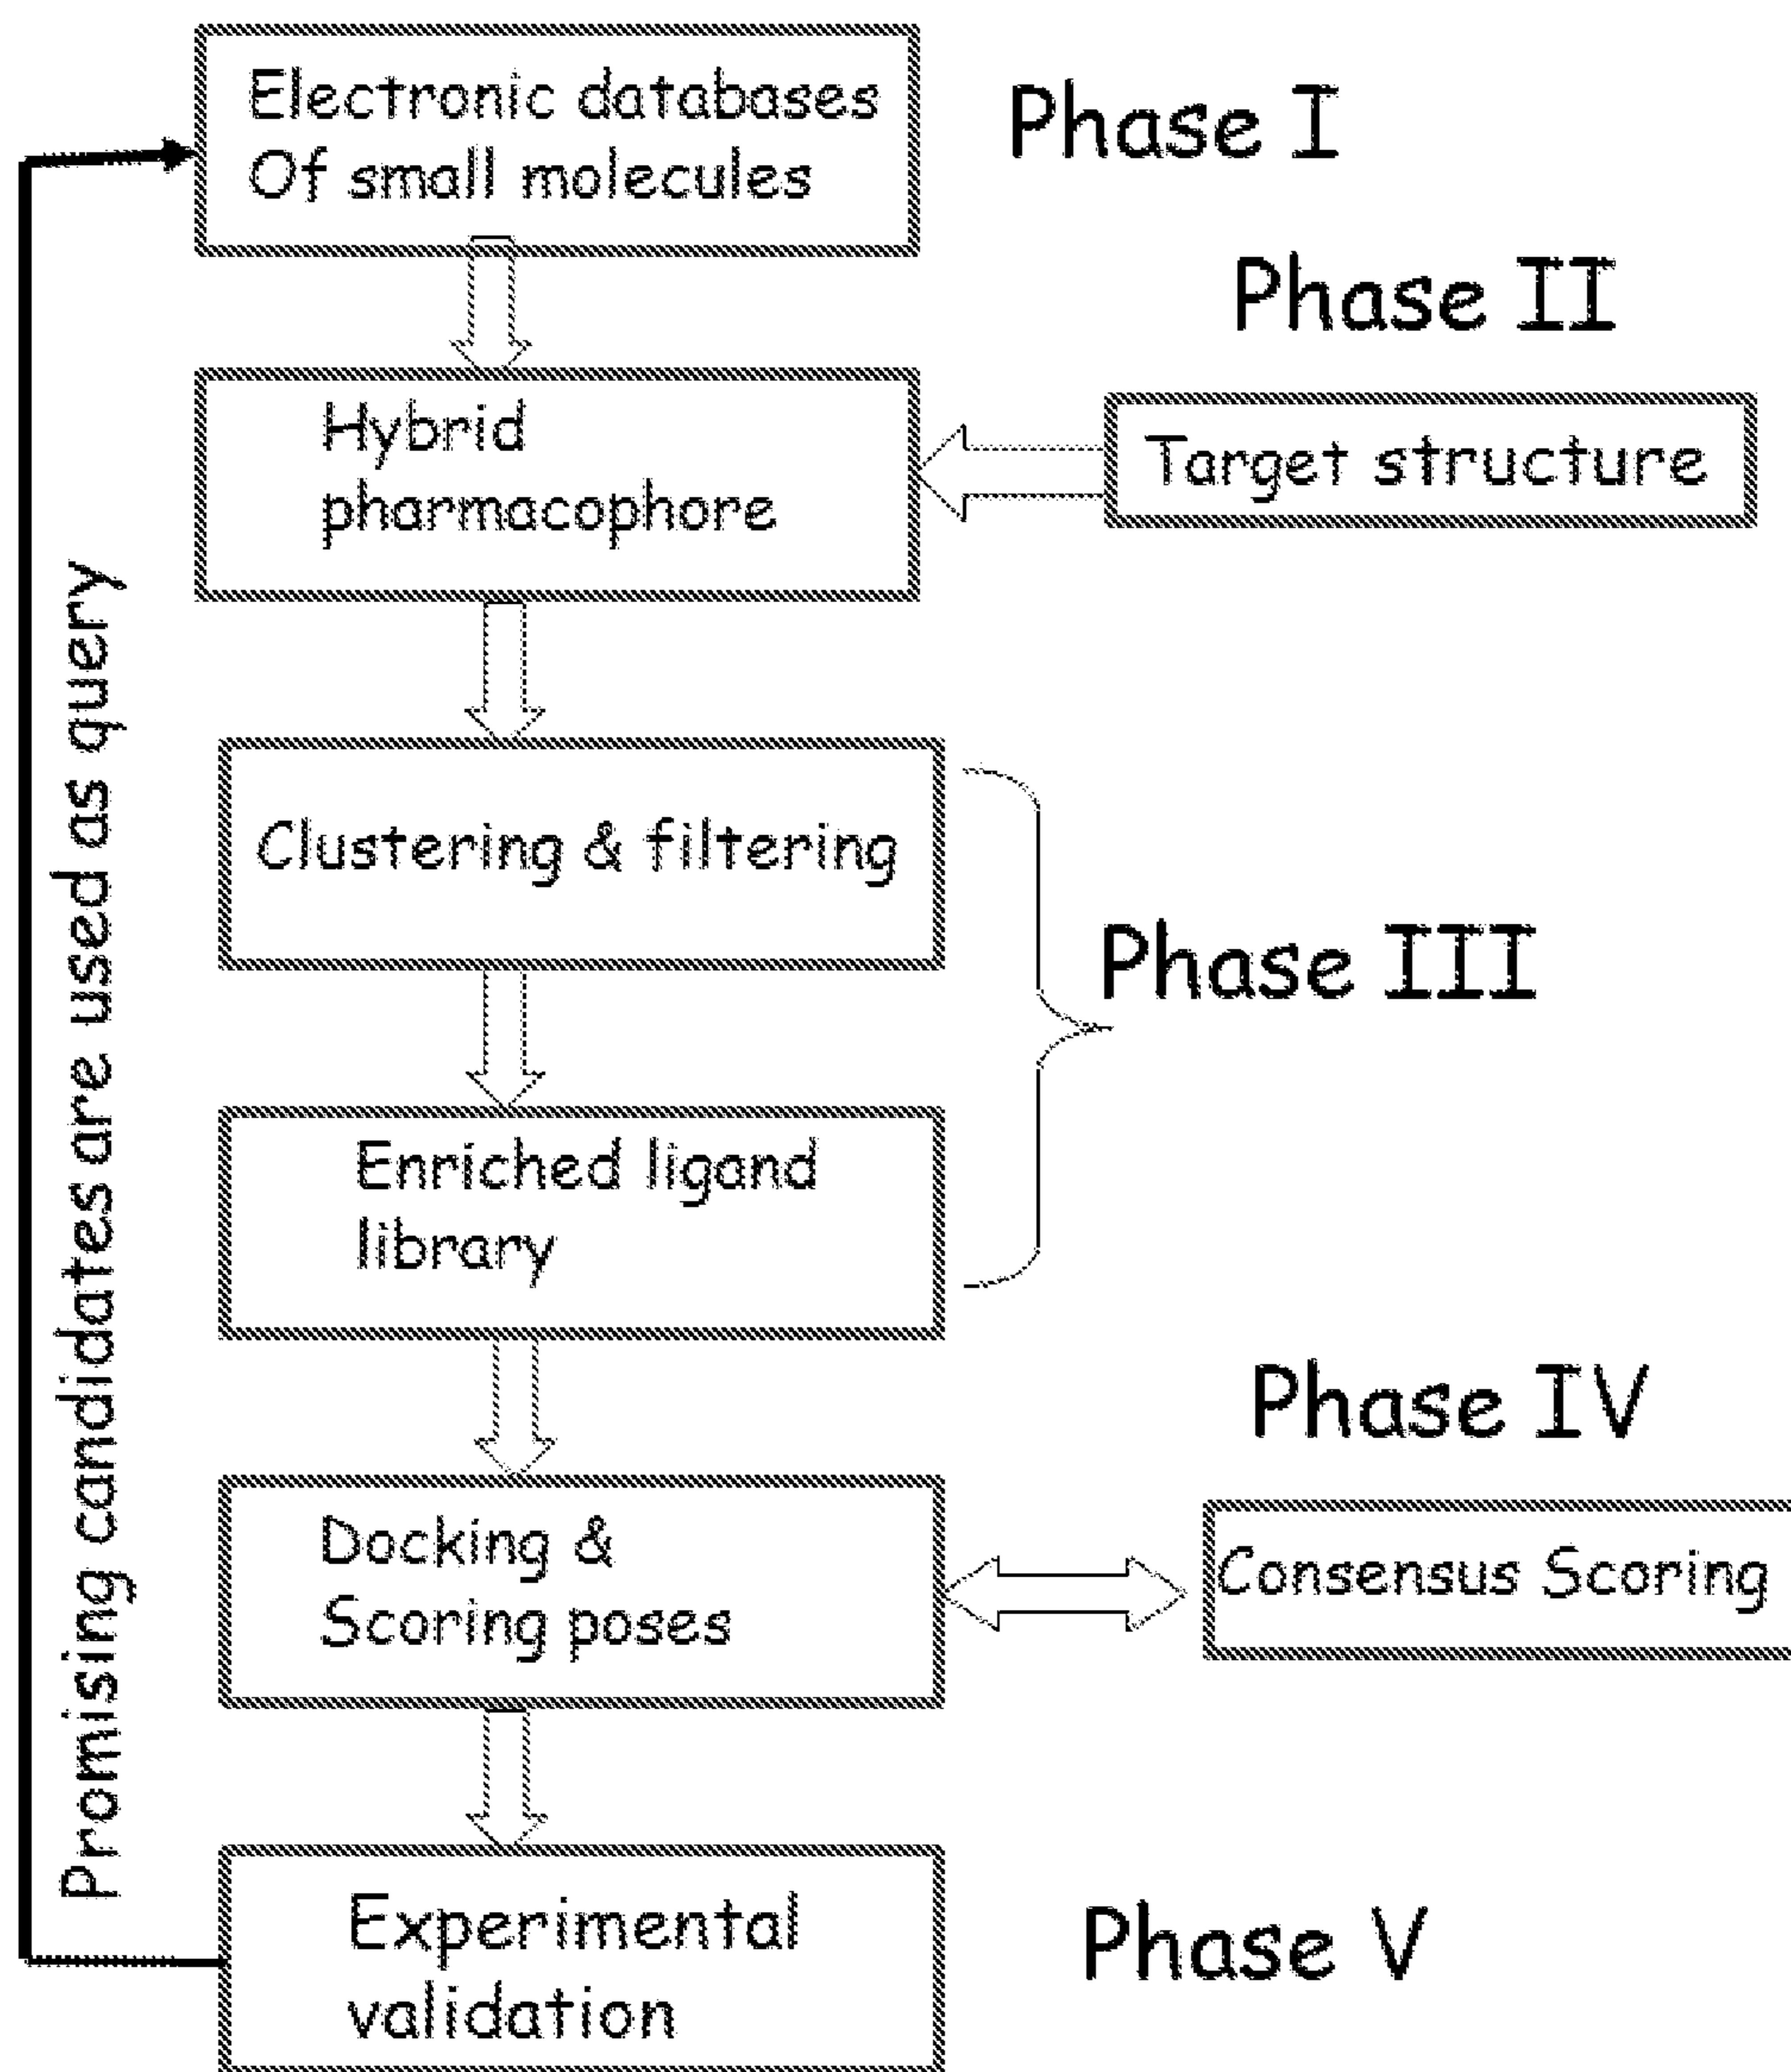 Electronic databases
Of small molecules
Phase I
Phase II
Hybrid
pharmacophore
Target structure
Clustering & filtering
Phase III
Enriched ligand
library
Phase IV
Docking &
Scoring poses
Consensus Scoring
Experimental
validation
Phase V
Promising candidates are used as query